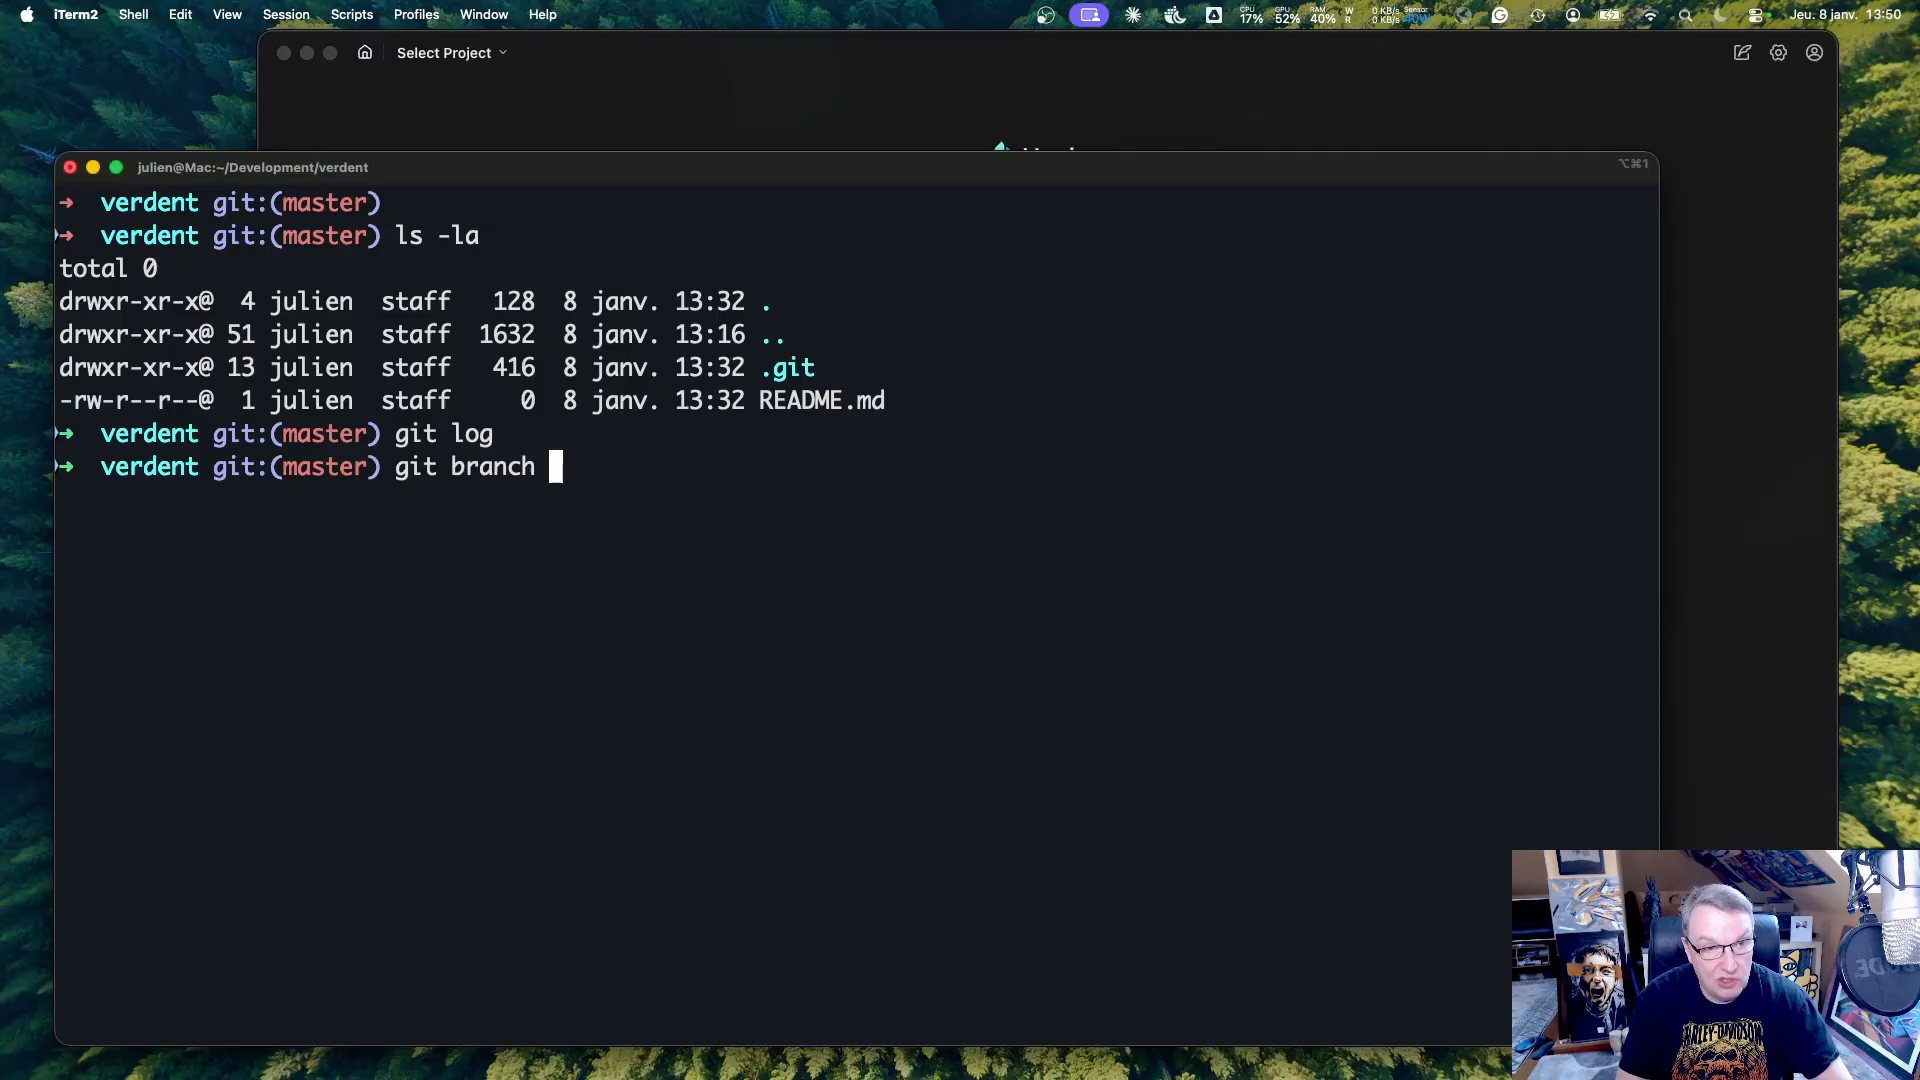 iTerm2 Shell Edit View Session Scripts Profiles Window Help
CPU 17% GPU 52% RAM 40% W R 0 KB/s 0 KB/s Sensor 40W Jeu. 8 janv. 13:50
Select Project
julien@Mac:~/Development/verdent ⌥⌘1
➜ verdent git:(master)
➜ verdent git:(master) ls -la
total 0
drwxr-xr-x@ 4 julien staff 128 8 janv. 13:32 .
drwxr-xr-x@ 51 julien staff 1632 8 janv. 13:16 ..
drwxr-xr-x@ 13 julien staff 416 8 janv. 13:32 .git
-rw-r--r--@ 1 julien staff 0 8 janv. 13:32 README.md
➜ verdent git:(master) git log
➜ verdent git:(master) git branch
HARLEY-DAVIDSON